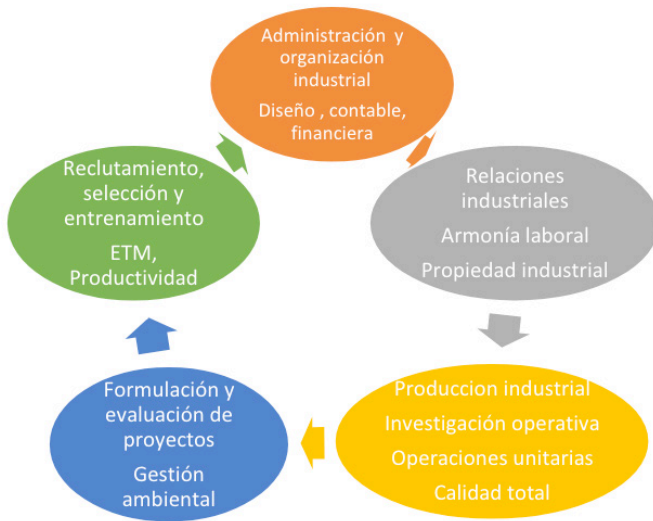 Administración y
organización
industrial
Diseño , contable,
financiera
Relaciones
industriales
Armonía laboral
Propiedad industrial
Produccion industrial
Investigación operativa
Operaciones unitarias
Calidad total
Formulación y
evaluación de
proyectos
Gestión
ambiental
Reclutamiento,
selección y
entrenamiento
ETM,
Productividad